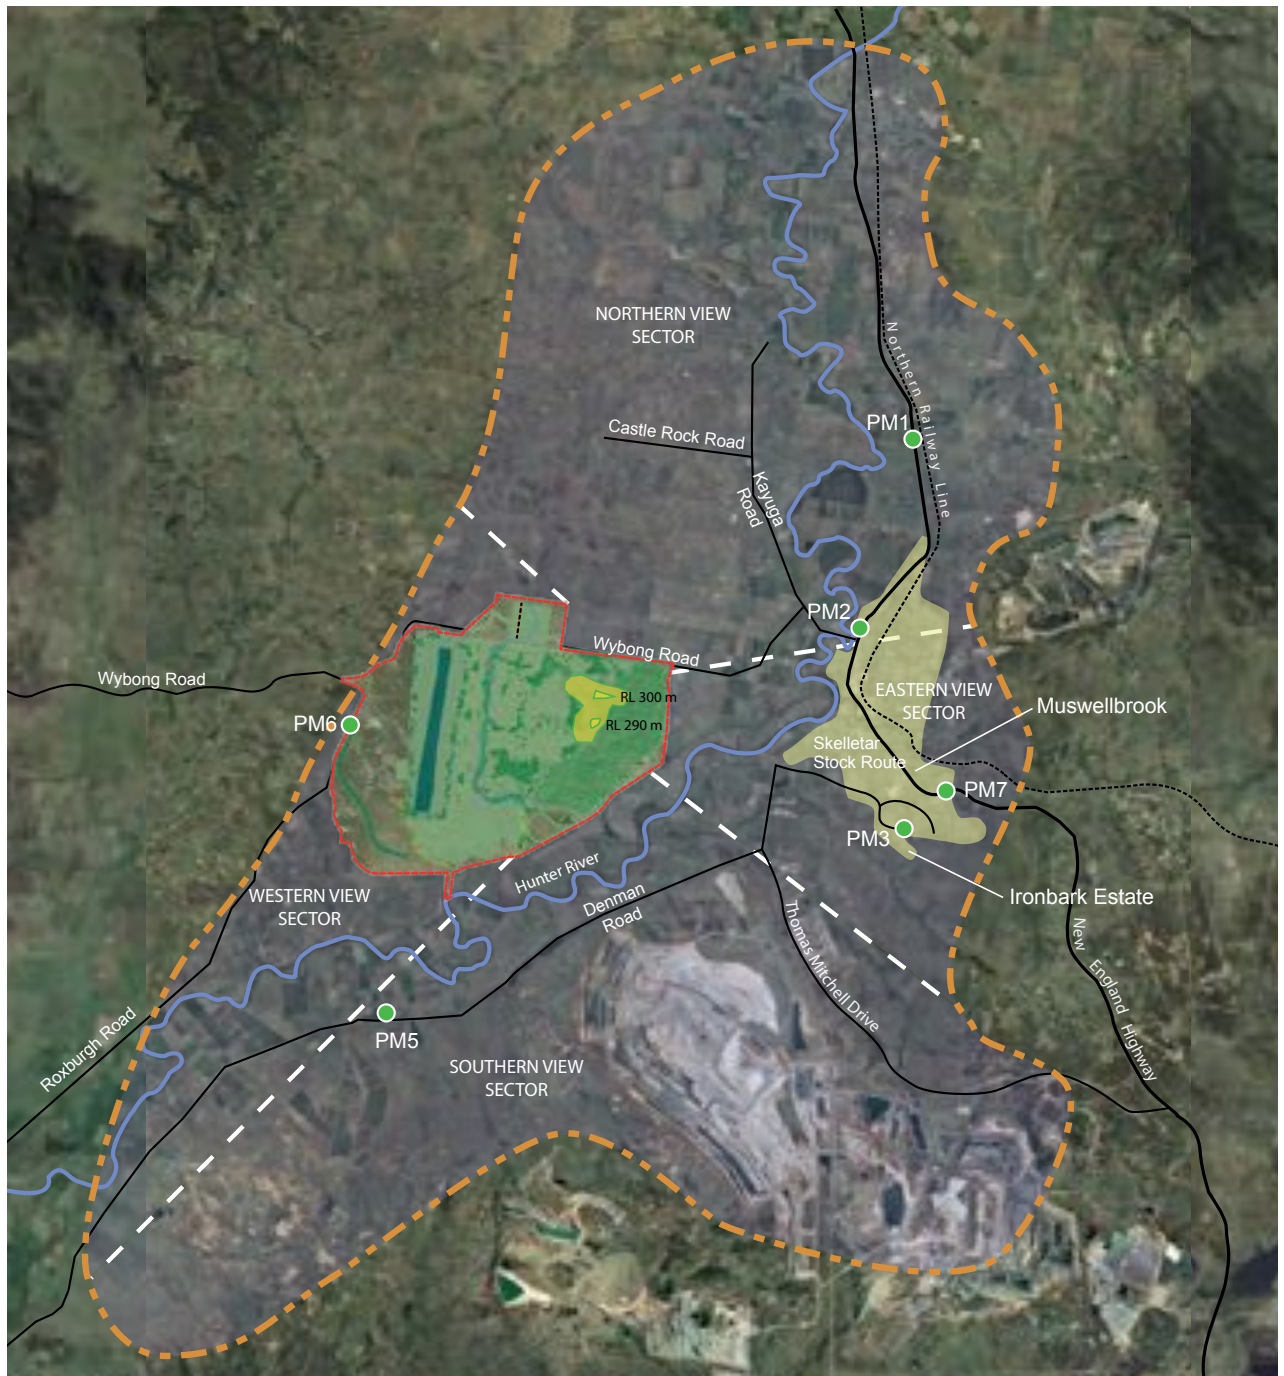 NORTHERN VIEW
SECTOR
Northern Railway Line
PM1
Castle Rock Road
Kayuga
Road
PM2
Wybong Road
Wybong Road
RL 300 m
EASTERN VIEW
SECTOR
Muswellbrook
PM6
RL 290 m
Skelletar
Stock Route
PM7
PM3
Hunter River
WESTERN VIEW
SECTOR
Denman
Road
Ironbark Estate
Thomas Mitchell Drive
New England Highway
Roxburgh Road
PM5
SOUTHERN VIEW
SECTOR